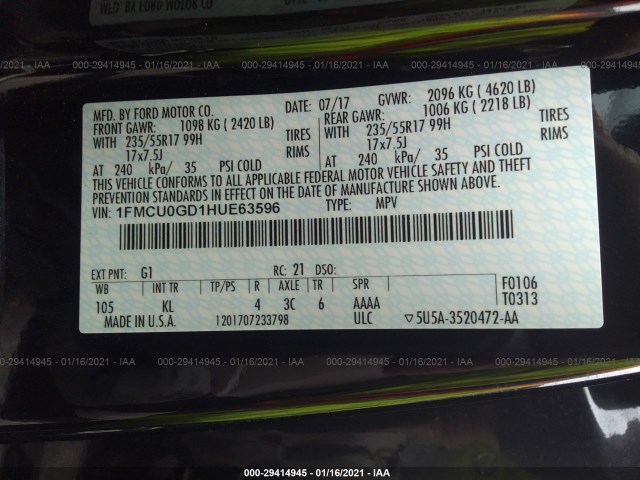 WED BA FORD MOTOR CO.
000-29414945 - 01/16/2021 - IAA
MFD. BY FORD MOTOR CO. DATE: 07/17 GVWR: 2096 KG ( 4620 LB)
FRONT GAWR: 1098 KG ( 2420 LB) REAR GAWR: 1006 KG ( 2218 LB)
WITH 235/55R17 99H TIRES WITH 235/55R17 99H TIRES
17x7.5J RIMS 17x7.5J RIMS
AT 240 kPa/ 35 PSI COLD AT 240 kPa/ 35 PSI COLD
THIS VEHICLE CONFORMS TO ALL APPLICABLE FEDERAL MOTOR VEHICLE SAFETY AND THEFT
PREVENTION STANDARDS IN EFFECT ON THE DATE OF MANUFACTURE SHOWN ABOVE.
VIN: 1FMCU0GD1HUE63596 TYPE: MPV
000-29414945 - 01/16/2021 - IAA
EXT PNT: G1 RC: 21 DSO:
WB INT TR TP/PS R AXLE TR SPR F0106
105 KL 4 3C 6 AAAA T0313
MADE IN U.S.A. 1201707233798 ULC ▽5U5A-3520472-AA
000-29414945 - 01/16/2021 - IAA
000-29414945 - 01/16/2021 - IAA